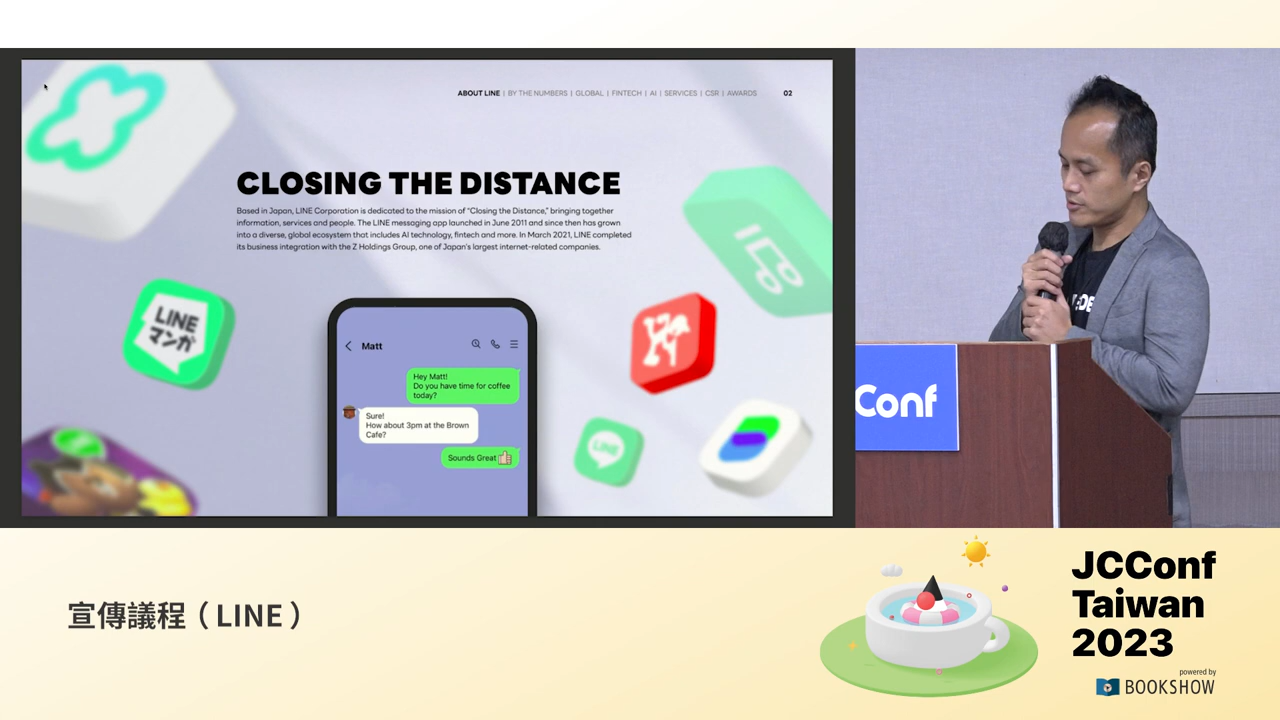 ABOUT LINE | BY THE NUMBERS | GLOBAL | FINTECH | AI | SERVICES | CSR | AWARDS 02
CLOSING THE DISTANCE
Based in Japan, LINE Corporation is dedicated to the mission of "Closing the Distance," bringing together
information, services and people. The LINE messaging app launched in June 2011 and since then has grown
into a diverse, global ecosystem that includes AI technology, fintech and more. In March 2021, LINE completed
its business integration with the Z Holdings Group, one of Japan's largest internet-related companies.
LINE
マンガ
Matt
Hey Matt!
Do you have time for coffee
today?
Sure!
How about 3pm at the Brown
Cafe?
Sounds Great
LINE
Conf
宣傳議程（LINE）
JCConf
Taiwan
2023
powered by
BOOKSHOW